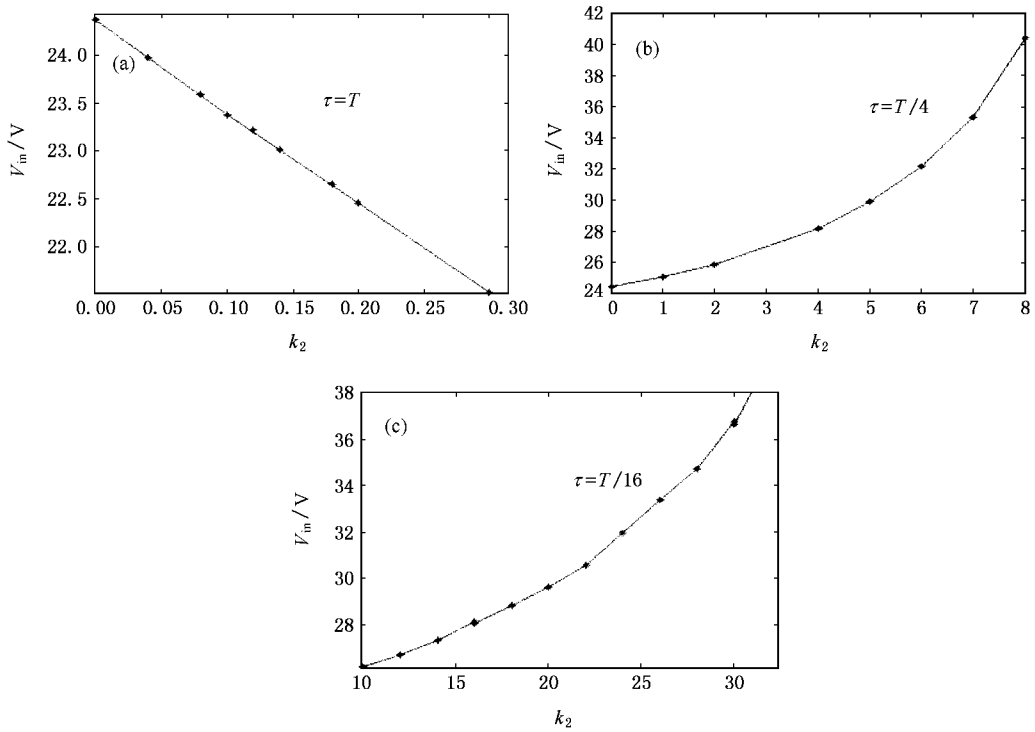 (a)
τ=T
24.0
23.5
23.0
22.5
22.0
V_in/V
0.00 0.05 0.10 0.15 0.20 0.25 0.30
k_2
(b)
τ=T/4
42
40
36
32
28
26
24
V_in/V
0 1 2 3 4 5 6 7 8
k_2
(c)
τ=T/16
38
36
34
32
30
28
V_in/V
10 15 20 25 30
k_2